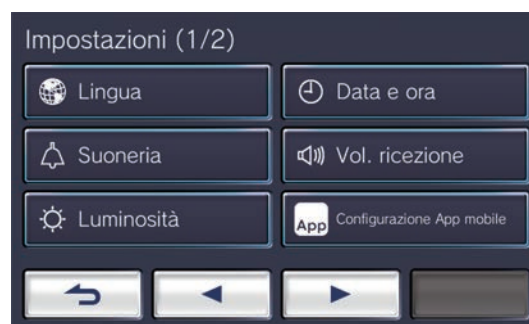 Impostazioni (1/2)
Lingua
Data e ora
Suoneria
Vol. ricezione
Luminosità
App Configurazione App mobile